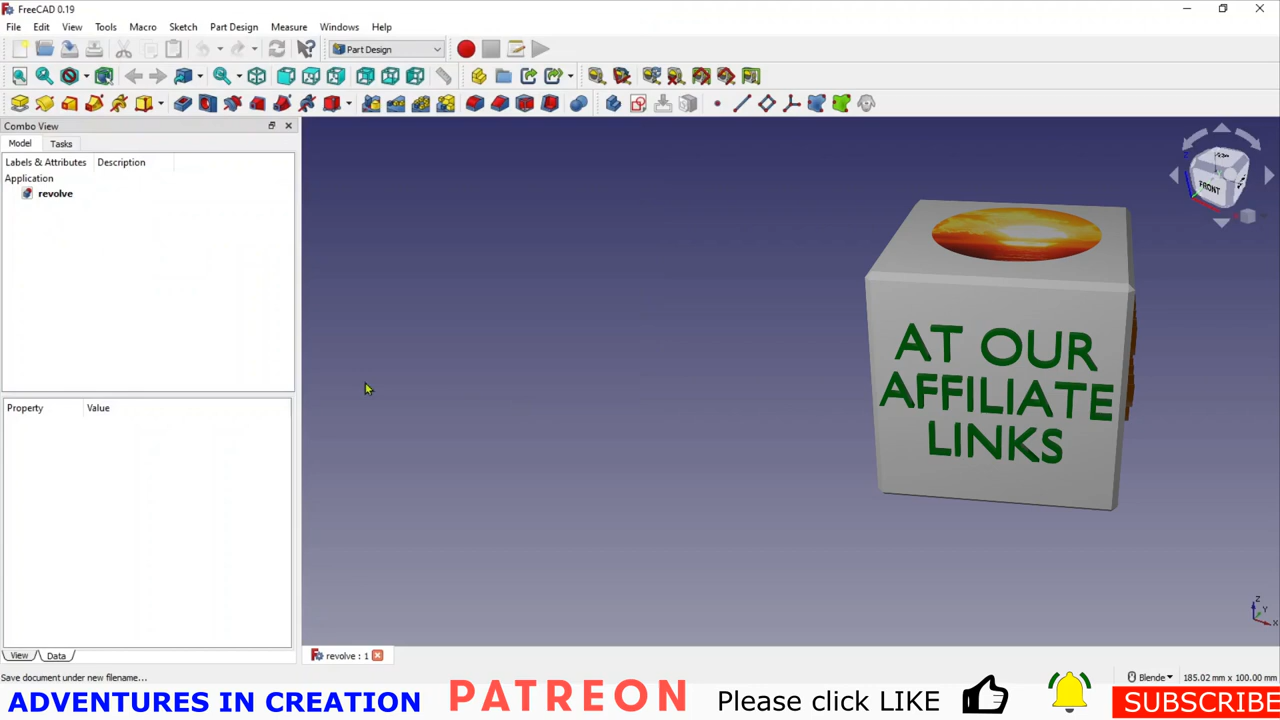 FreeCAD 0.19
File Edit View Tools Macro Sketch Part Design Measure Windows Help
Part Design
Combo View
Model Tasks
Labels & Attributes Description
Application
revolve
Property Value
View Data
TOP
FRONT
AT OUR
AFFILIATE
LINKS
Z
Y
X
revolve : 1
Save document under new filename...
Blende 185.02 mm x 100.00 mm
ADVENTURES IN CREATION PATREON Please click LIKE SUBSCRIBE